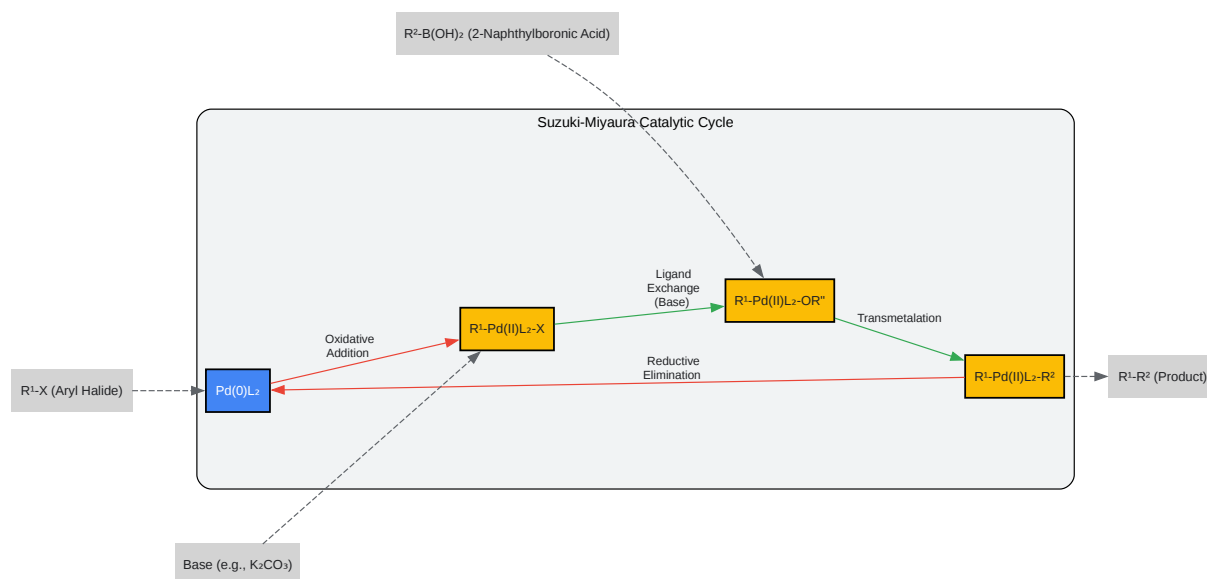 R²-B(OH)₂ (2-Naphthylboronic Acid)
Suzuki-Miyaura Catalytic Cycle
Ligand
Exchange
(Base)
R¹-Pd(II)L₂-OR"
R¹-Pd(II)L₂-X
Transmetalation
Oxidative
Addition
Reductive
Elimination
R¹-Pd(II)L₂-R²
R¹-R² (Product)
R¹-X (Aryl Halide)
Pd(0)L₂
Base (e.g., K₂CO₃)